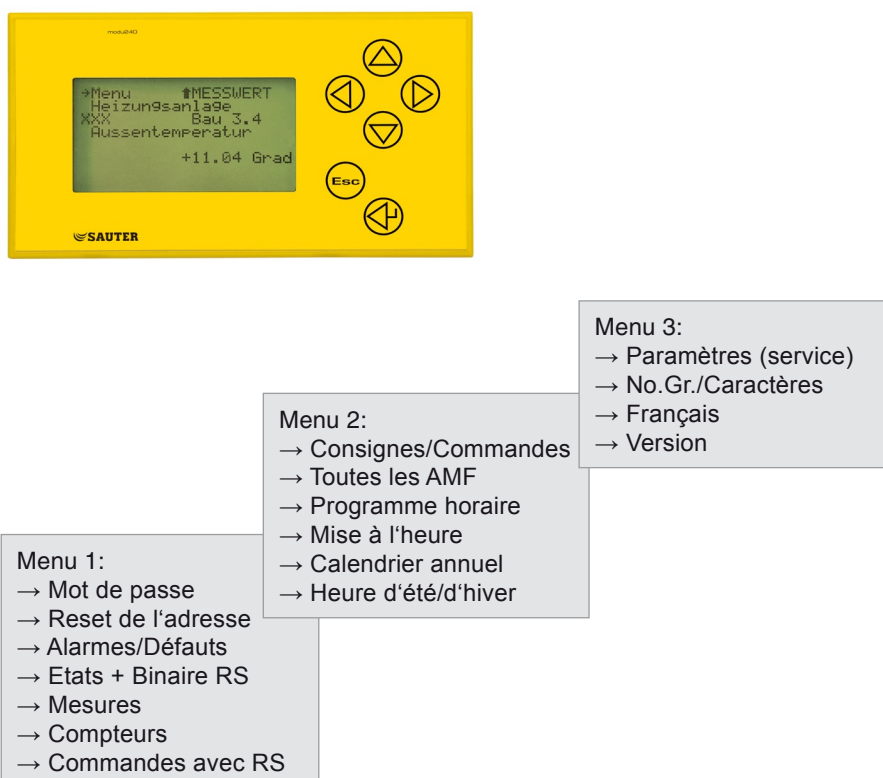 modu240
→Menu ⬆MESSWERT
Heizungsanlage
XXX Bau 3.4
Aussentemperatur
+11.04 Grad
Esc
SAUTER
Menu 3:
→ Paramètres (service)
→ No.Gr./Caractères
→ Français
→ Version
Menu 2:
→ Consignes/Commandes
→ Toutes les AMF
→ Programme horaire
→ Mise à l‘heure
→ Calendrier annuel
→ Heure d‘été/d‘hiver
Menu 1:
→ Mot de passe
→ Reset de l‘adresse
→ Alarmes/Défauts
→ Etats + Binaire RS
→ Mesures
→ Compteurs
→ Commandes avec RS